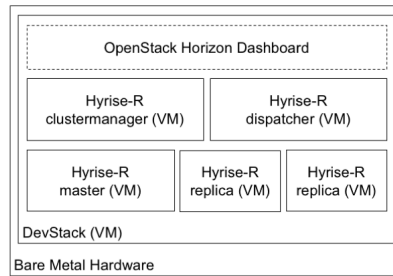 OpenStack Horizon Dashboard
Hyrise-R
clustermanager (VM)
Hyrise-R
dispatcher (VM)
Hyrise-R
master (VM)
Hyrise-R
replica (VM)
Hyrise-R
replica (VM)
DevStack (VM)
Bare Metal Hardware